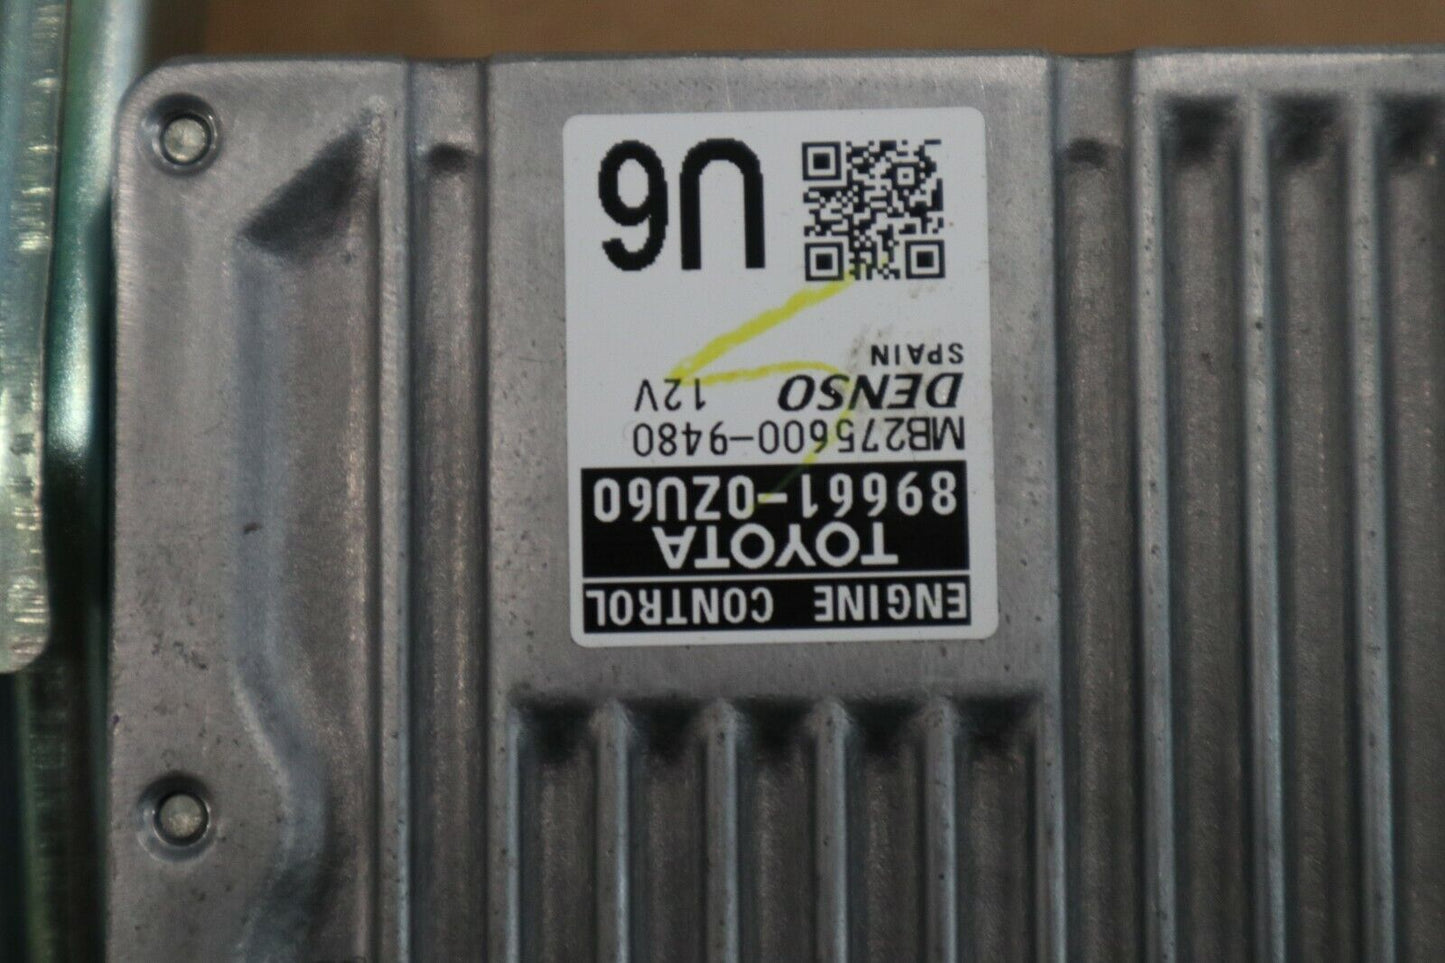 ENGINE CONTROL
TOYOTA
89661-0ZU60
MB275600-9480
DENSO 12V
SPAIN
U6